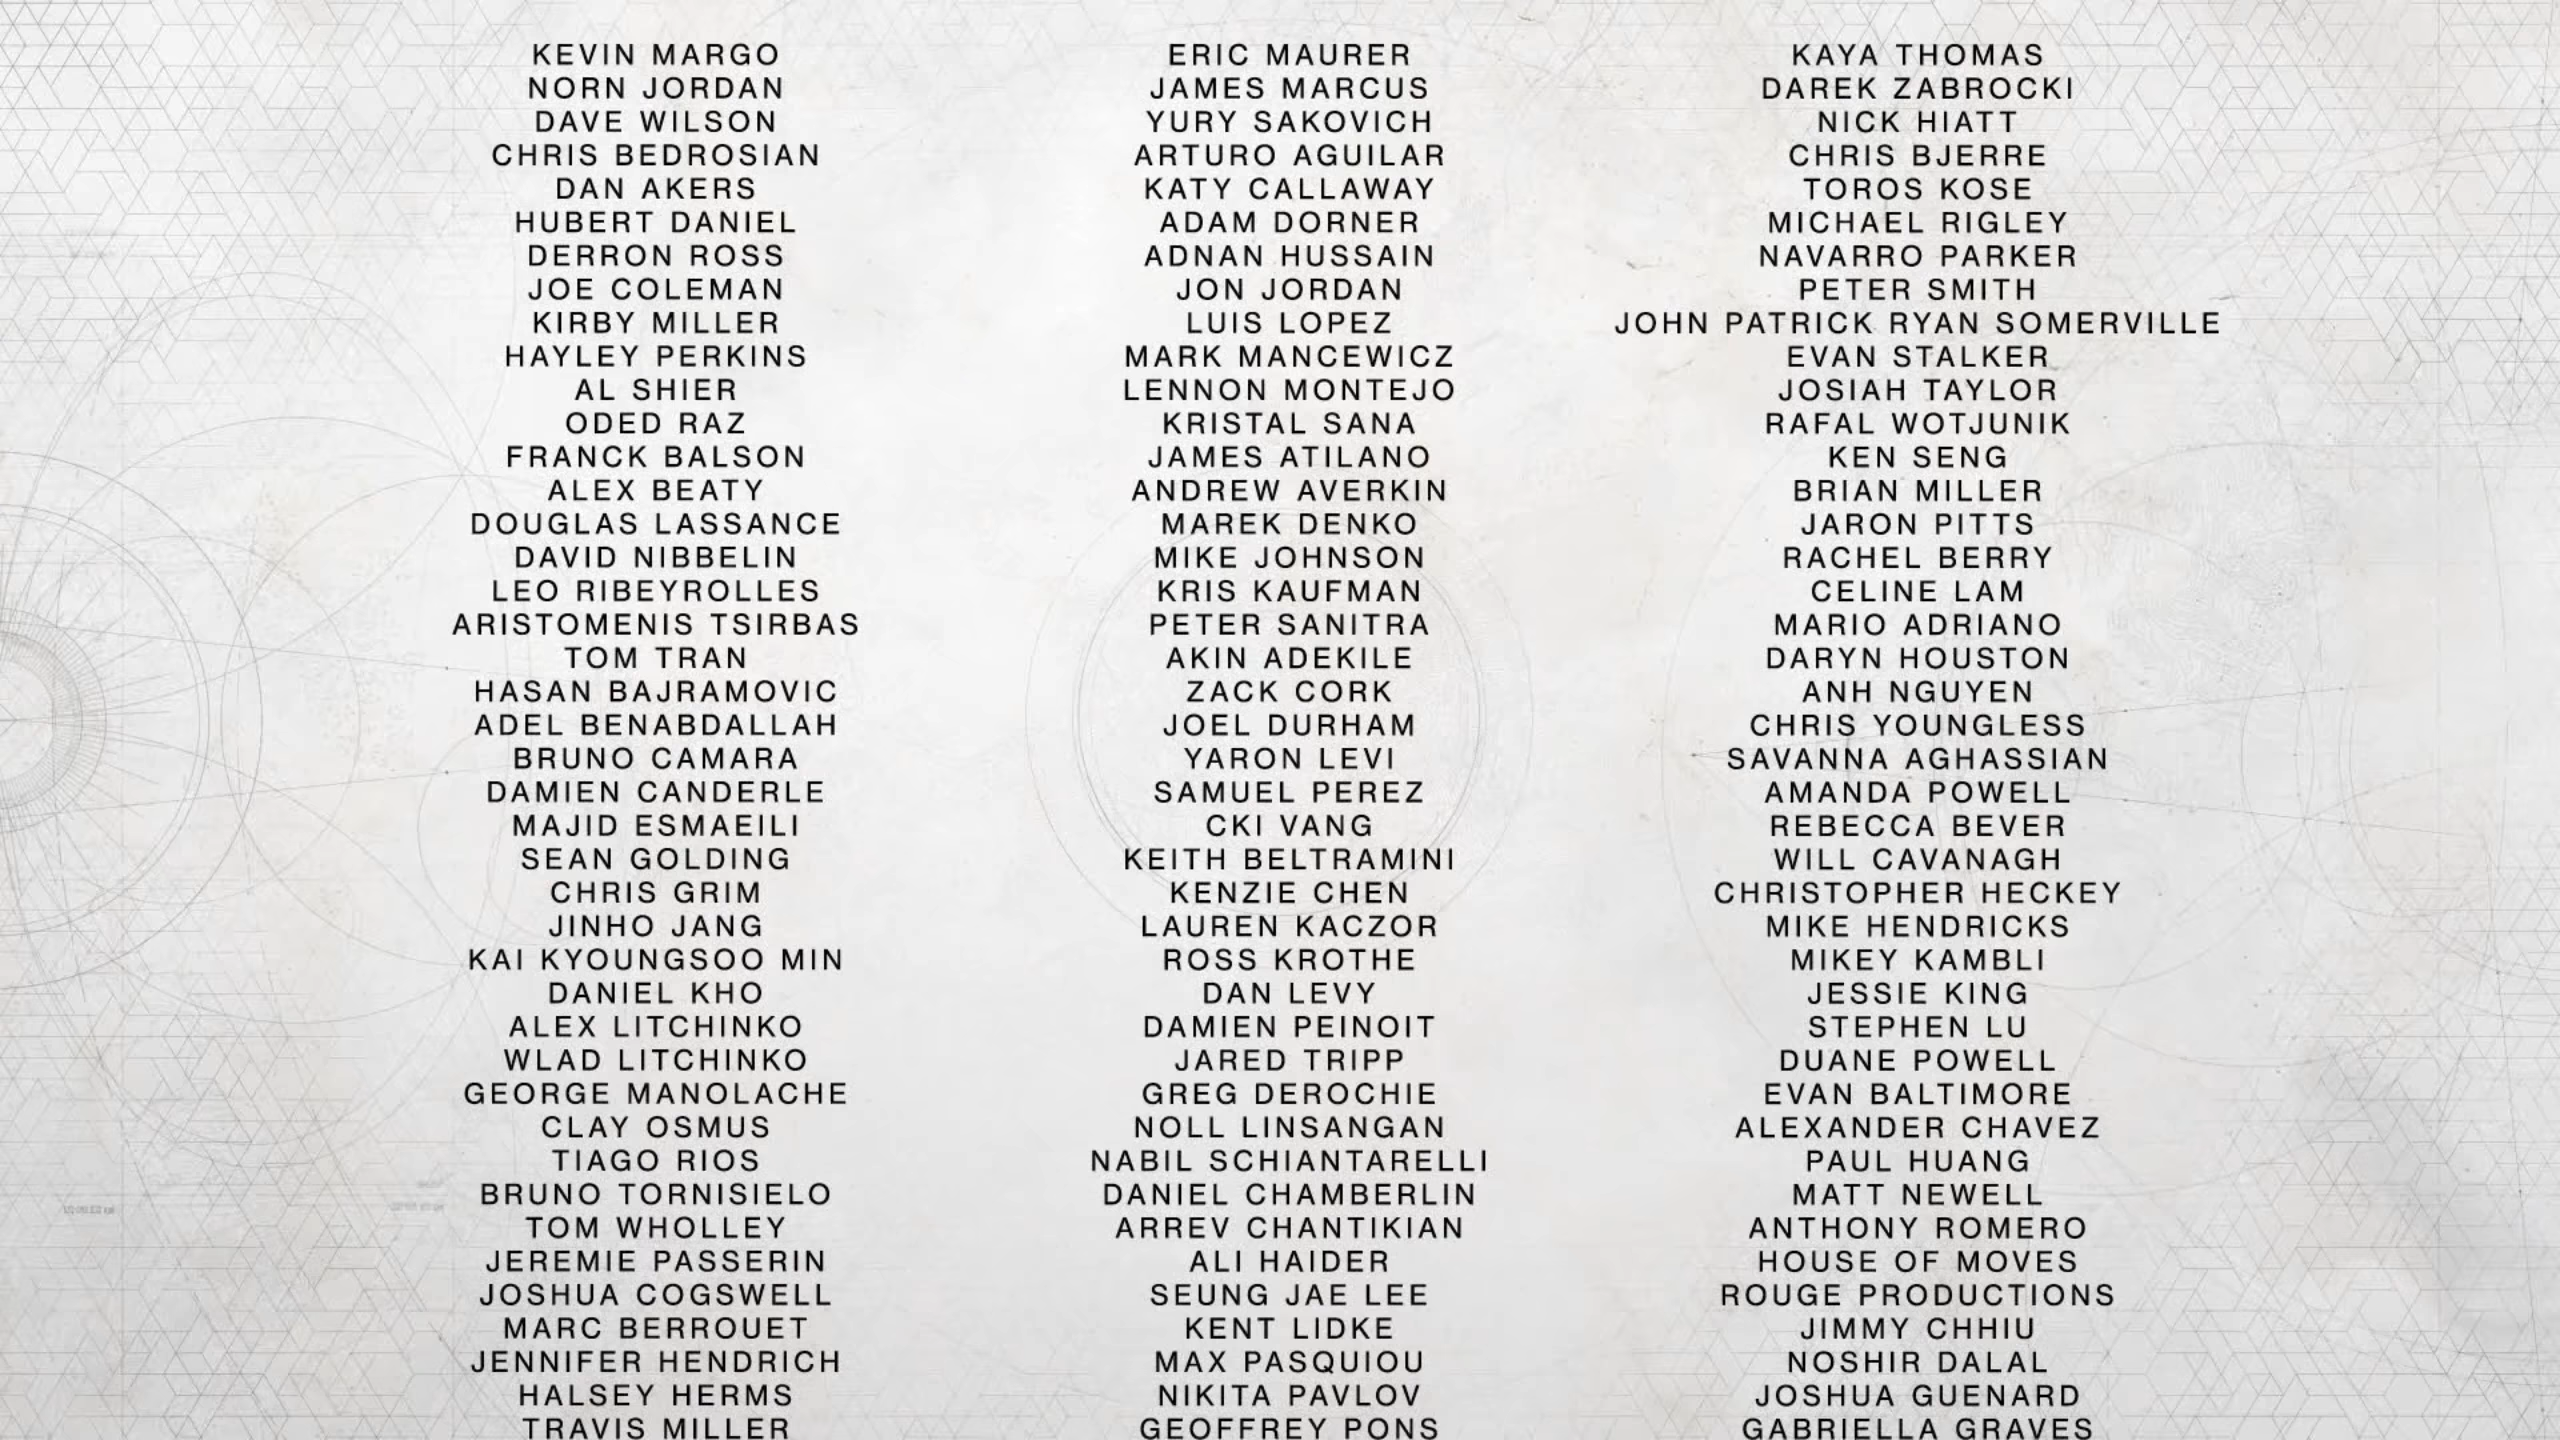 KEVIN MARGO
NORN JORDAN
DAVE WILSON
CHRIS BEDROSIAN
DAN AKERS
HUBERT DANIEL
DERRON ROSS
JOE COLEMAN
KIRBY MILLER
HAYLEY PERKINS
AL SHIER
ODED RAZ
FRANCK BALSON
ALEX BEATY
DOUGLAS LASSANCE
DAVID NIBBELIN
LEO RIBEYROLLES
ARISTOMENIS TSIRBAS
TOM TRAN
HASAN BAJRAMOVIC
ADEL BENABDALLAH
BRUNO CAMARA
DAMIEN CANDERLE
MAJID ESMAEILI
SEAN GOLDING
CHRIS GRIM
JINHO JANG
KAI KYOUNGSOO MIN
DANIEL KHO
ALEX LITCHINKO
WLAD LITCHINKO
GEORGE MANOLACHE
CLAY OSMUS
TIAGO RIOS
BRUNO TORNISIELO
TOM WHOLLEY
JEREMIE PASSERIN
JOSHUA COGSWELL
MARC BERROUET
JENNIFER HENDRICH
HALSEY HERMS
TRAVIS MILLER
ERIC MAURER
JAMES MARCUS
YURY SAKOVICH
ARTURO AGUILAR
KATY CALLAWAY
ADAM DORNER
ADNAN HUSSAIN
JON JORDAN
LUIS LOPEZ
MARK MANCEWICZ
LENNON MONTEJO
KRISTAL SANA
JAMES ATILANO
ANDREW AVERKIN
MAREK DENKO
MIKE JOHNSON
KRIS KAUFMAN
PETER SANITRA
AKIN ADEKILE
ZACK CORK
JOEL DURHAM
YARON LEVI
SAMUEL PEREZ
CKI VANG
KEITH BELTRAMINI
KENZIE CHEN
LAUREN KACZOR
ROSS KROTHE
DAN LEVY
DAMIEN PEINOIT
JARED TRIPP
GREG DEROCHIE
NOLL LINSANGAN
NABIL SCHIANTARELLI
DANIEL CHAMBERLIN
ARREV CHANTIKIAN
ALI HAIDER
SEUNG JAE LEE
KENT LIDKE
MAX PASQUIOU
NIKITA PAVLOV
GEOFFREY PONS
KAYA THOMAS
DAREK ZABROCKI
NICK HIATT
CHRIS BJERRE
TOROS KOSE
MICHAEL RIGLEY
NAVARRO PARKER
PETER SMITH
JOHN PATRICK RYAN SOMERVILLE
EVAN STALKER
JOSIAH TAYLOR
RAFAL WOTJUNIK
KEN SENG
BRIAN MILLER
JARON PITTS
RACHEL BERRY
CELINE LAM
MARIO ADRIANO
DARYN HOUSTON
ANH NGUYEN
CHRIS YOUNGLESS
SAVANNA AGHASSIAN
AMANDA POWELL
REBECCA BEVER
WILL CAVANAGH
CHRISTOPHER HECKEY
MIKE HENDRICKS
MIKEY KAMBLI
JESSIE KING
STEPHEN LU
DUANE POWELL
EVAN BALTIMORE
ALEXANDER CHAVEZ
PAUL HUANG
MATT NEWELL
ANTHONY ROMERO
HOUSE OF MOVES
ROUGE PRODUCTIONS
JIMMY CHHIU
NOSHIR DALAL
JOSHUA GUENARD
GABRIELLA GRAVES